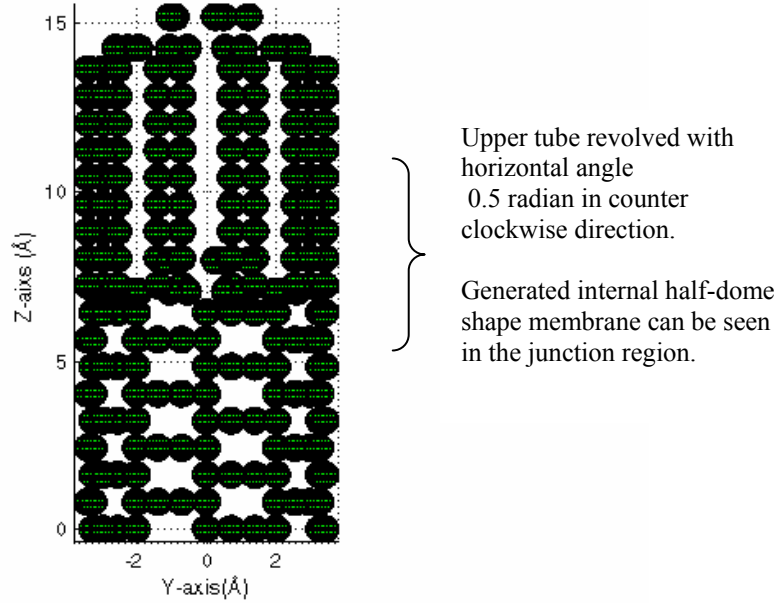 15
10
5
0
Z-aixs (Å)
-2
0
2
Y-axis(Å)
Upper tube revolved with
horizontal angle
0.5 radian in counter
clockwise direction.
Generated internal half-dome
shape membrane can be seen
in the junction region.